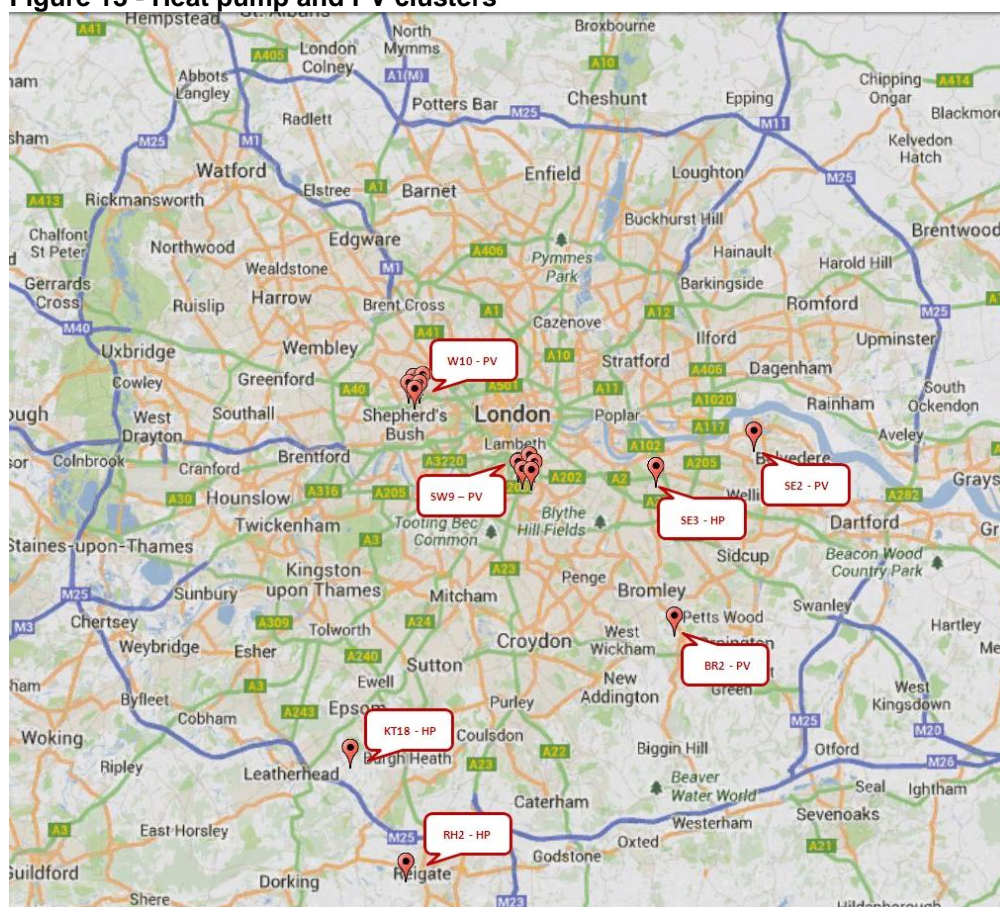 Figure 15 - Heat pump and PV clusters
Hempstead
St. Albans
A41
A405
London
Colney
North
Mymms
A1(M)
Broxbourne
A10
Cheshunt
Epping
Chipping
Ongar
A414
Abbots
Langley
Radlett
Potters Bar
M25
M11
Blackmore
Kelvedon
Hatch
M25
M1
Watford
Enfield
Loughton
M25
Elstree
A1
Barnet
A413
Rickmansworth
Buckhurst Hill
Chalfont
St Peter
Northwood
Edgware
A406
Pymmes
Park
Hainault
Brentwood
Gerrards
Cross
Wealdstone
M1
Harold Hill
Barkingside
Ruislip
Harrow
Brent Cross
A1
A12
Romford
M25
M40
A41
Cazenove
Ilford
Upminster
Uxbridge
Wembley
W10 - PV
A10
Stratford
A406
Dagenham
Cowley
Greenford
A40
A501
A11
A1020
South
Ockendon
West
Drayton
Southall
Shepherd's
Bush
London
Poplar
Rainham
A117
Colnbrook
Cranford
Brentford
Lambeth
A3220
A102
Aveley
Belvedere
Grays
A30
Hounslow
A316
A205
SW9 – PV
A202
A2
A205
SE2 - PV
A282
Twickenham
Tooting Bec
Common
Blythe
Hill Fields
SE3 - HP
Dartford
Staines-upon-Thames
A3
Sidcup
Beacon Wood
Country Park
M25
Kingston
upon Thames
A23
Penge
Bromley
Sunbury
Mitcham
Swanley
M3
Chertsey
A309
Tolworth
A24
Croydon
West
Wickham
Petts Wood
Hartley
Weybridge
Esher
A240
Sutton
BR2 - PV
Green
A3
Ewell
New
Addington
Byfleet
A243
Epsom
Purley
West
Kingsdown
Cobham
KT18 - HP
Coulsdon
M25
M20
Woking
Burgh Heath
A22
Biggin Hill
Otford
Ripley
Leatherhead
A23
M26
Beaver
Water World
Seal
Ightham
Caterham
Westerham
Sevenoaks
A3
East Horsley
M25
RH2 - HP
Oxted
A21
Guildford
Dorking
Reigate
Godstone
Shere
M23
Hildenborough